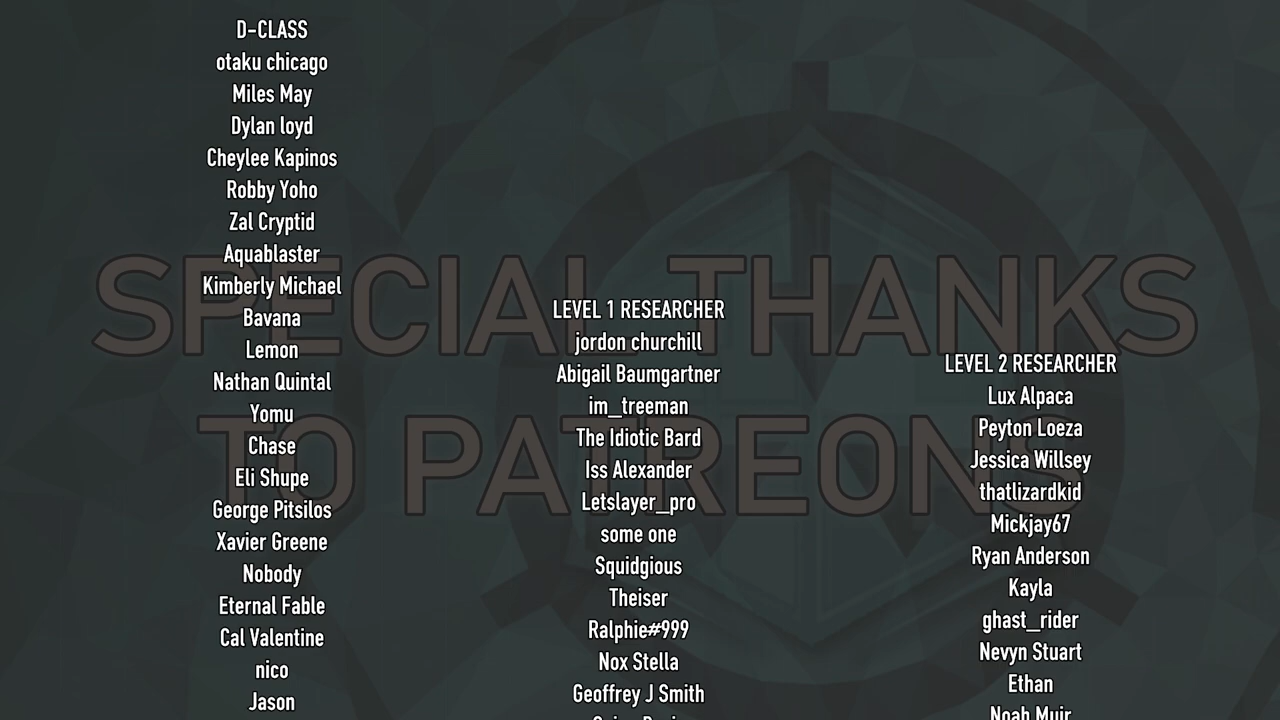 SPECIAL THANKS
TO PATREONS
D-CLASS
otaku chicago
Miles May
Dylan loyd
Cheylee Kapinos
Robby Yoho
Zal Cryptid
Aquablaster
Kimberly Michael
Bavana
Lemon
Nathan Quintal
Yomu
Chase
Eli Shupe
George Pitsilos
Xavier Greene
Nobody
Eternal Fable
Cal Valentine
nico
Jason
LEVEL 1 RESEARCHER
jordon churchill
Abigail Baumgartner
im_treeman
The Idiotic Bard
Iss Alexander
Letslayer_pro
some one
Squidgious
Theiser
Ralphie#999
Nox Stella
Geoffrey J Smith
LEVEL 2 RESEARCHER
Lux Alpaca
Peyton Loeza
Jessica Willsey
thatlizardkid
Mickjay67
Ryan Anderson
Kayla
ghast_rider
Nevyn Stuart
Ethan
Noah Muir